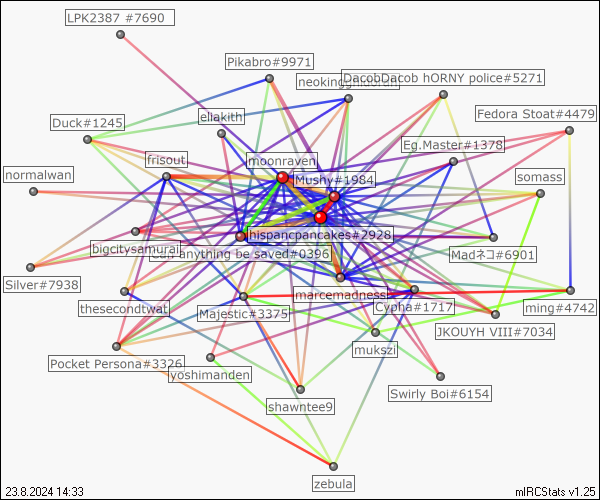 LPK2387 #7690
Pikabro#9971
DacobDacob hORNY police#5271
Fedora Stoat#4479
Duck#1245
eliakith
Eg.Master#1378
frisout
moonraven
normalwan
Mushy#1984
somass
hispancpancakes#2928
bigcitysamurai
anything be saved#0396
Madネコ#6901
Silver#7938
marcemadness
thesecondtwat
Majestic#3375
Cypha#1717
ming#4742
JKOUYH VIII#7034
mukszi
Pocket Persona#3326
yoshimanden
Swirly Boi#6154
shawntee9
zebula
23.8.2024 14:33
mIRCStats v1.25